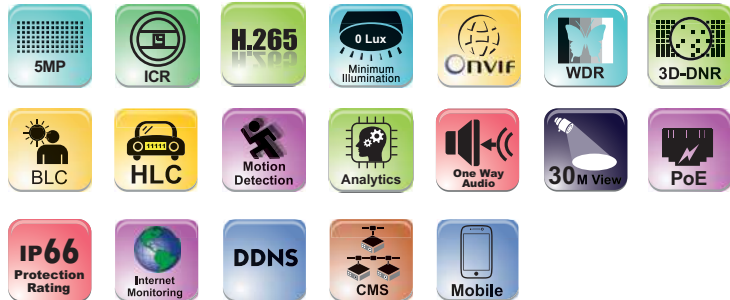 5MP
ICR
H.265
0 Lux
Minimum
Illumination
ONVIF
WDR
3D-DNR
BLC
HLC
Motion
Detection
Analytics
One Way
Audio
30M View
PoE
IP66
Protection
Rating
Internet
Monitoring
DDNS
CMS
Mobile